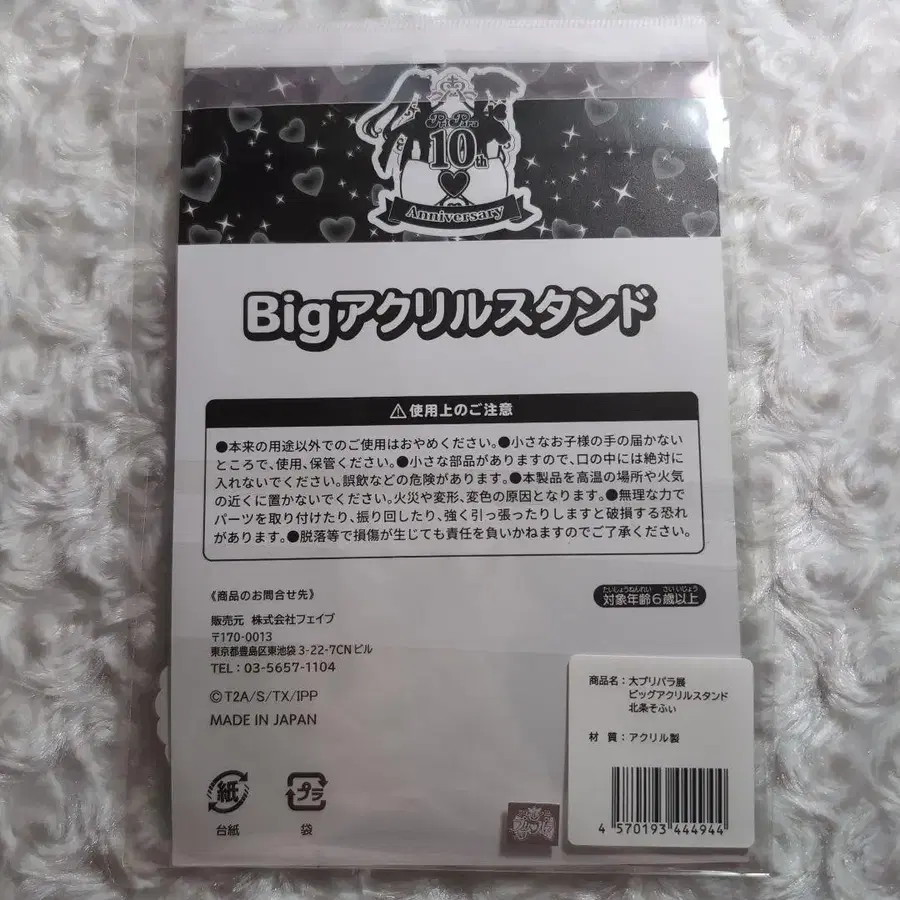 PriPara
10th
Anniversary
Bigアクリルスタンド
⚠使用上のご注意
●本来の用途以外でのご使用はおやめください。●小さなお子様の手の届かない
ところで、使用、保管ください。●小さな部品がありますので、口の中には絶対に
入れないでください。誤飲などの危険があります。●本製品を高温の場所や火気
の近くに置かないでください。火災や変形、変色の原因となります。●無理な力で
パーツを取り付けたり、振り回したり、強く引っ張ったりしますと破損する恐れ
があります。●脱落等で損傷が生じても責任を負いかねますのでご了承ください。
《商品のお問合せ先》
たいしょうねんれい さい いじょう
対象年齢6歳以上
販売元 株式会社フェイブ
〒170-0013
東京都豊島区東池袋 3-22-7CNビル
TEL：03-5657-1104
©T2A/S/TX/IPP
MADE IN JAPAN
紙
台紙
プラ
袋
商品名：大プリパラ展
ビッグアクリルスタンド
北条そふぃ
材 質：アクリル製
4 570193 444944